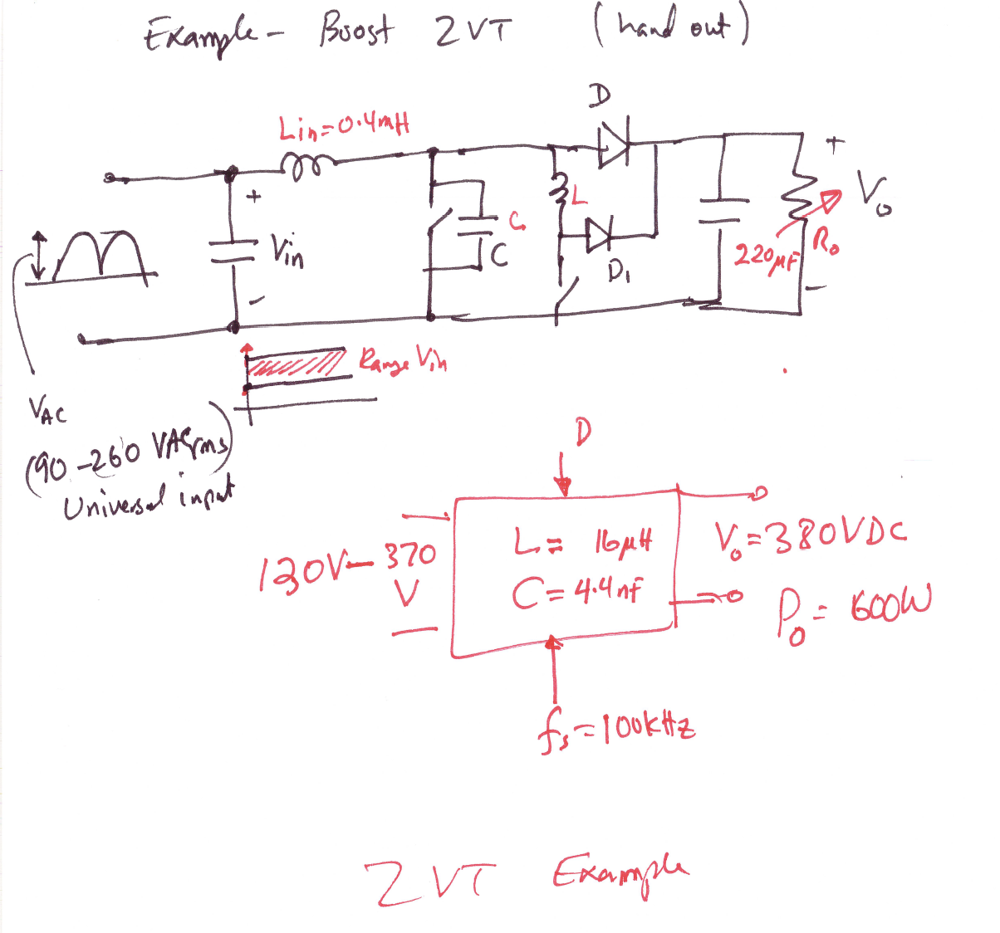 Example - Boost ZVT (hand out)
D
Lin=0.4mH
+
+
Vo
L
C
C
Vin
D1
220µF
Ro
-
-
Range Vin
VAC
(90-260 VACrms)
Universal input
D
130V-370
V
L= 16µH
C=4.4nF
Vo=380VDC
Po= 600W
fs=100kHz
ZVT Example